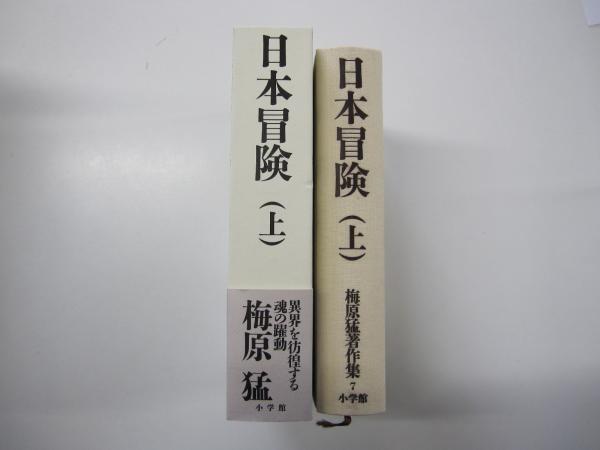 日本冒険(上)
異界を彷徨する
魂の躍動
梅原 猛
小学館
日本冒険(上)
梅原猛著作集7
小学館